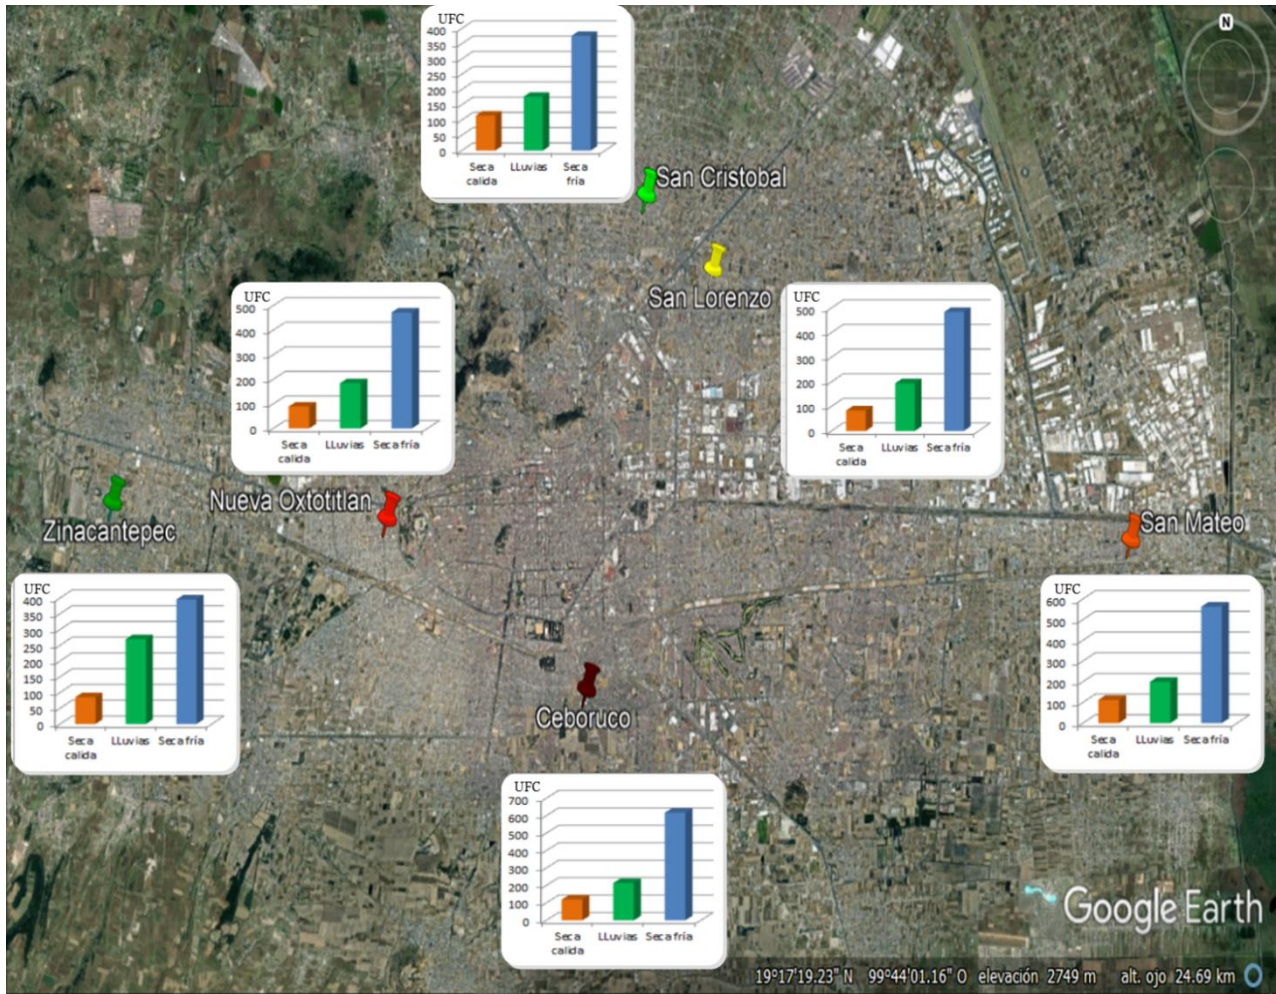 UFC
400
350
300
250
200
150
100
50
0
Seca calida
LLuvias
Seca fría
N
San Cristobal
San Lorenzo
UFC
500
400
300
200
100
0
Seca calida
LLuvias
Seca fría
UFC
500
400
300
200
100
0
Seca calida
LLuvias
Seca fría
Zinacantepec
Nueva Oxtotitlan
San Mateo
UFC
400
350
300
250
200
150
100
50
0
Seca calida
LLuvias
Seca fría
Ceboruco
UFC
600
500
400
300
200
100
0
Seca calida
LLuvias
Seca fría
UFC
700
600
500
400
300
200
100
0
Seca calida
LLuvias
Seca fría
Google Earth
19°17'19.23" N 99°44'01.16" O elevación 2749 m alt. ojo 24.69 km